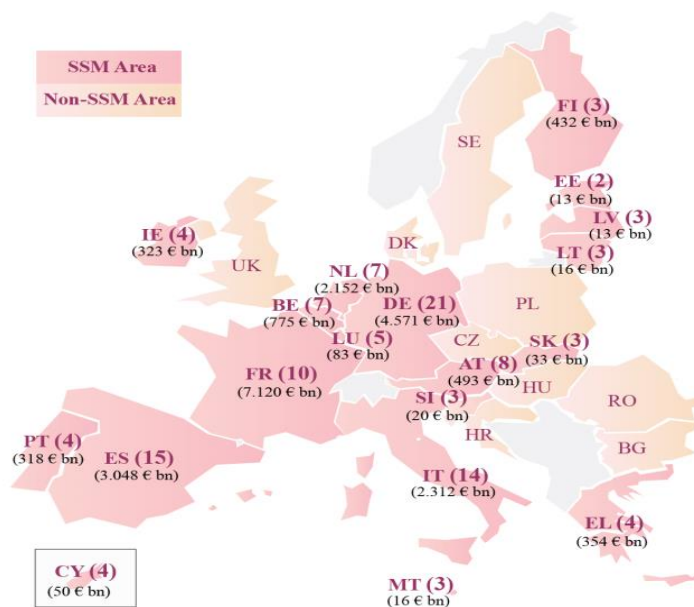 SSM Area
Non-SSM Area
FI (3)
(432 € bn)
SE
EE (2)
(13 € bn)
LV (3)
(13 € bn)
IE (4)
(323 € bn)
DK
LT (3)
(16 € bn)
UK
NL (7)
(2.152 € bn)
BE (7)
(775 € bn)
DE (21)
(4.571 € bn)
PL
LU (5)
(83 € bn)
CZ
SK (3)
(33 € bn)
FR (10)
(7.120 € bn)
AT (8)
(493 € bn)
HU
SI (3)
(20 € bn)
RO
HR
PT (4)
(318 € bn)
ES (15)
(3.048 € bn)
BG
IT (14)
(2.312 € bn)
EL (4)
(354 € bn)
CY (4)
(50 € bn)
MT (3)
(16 € bn)